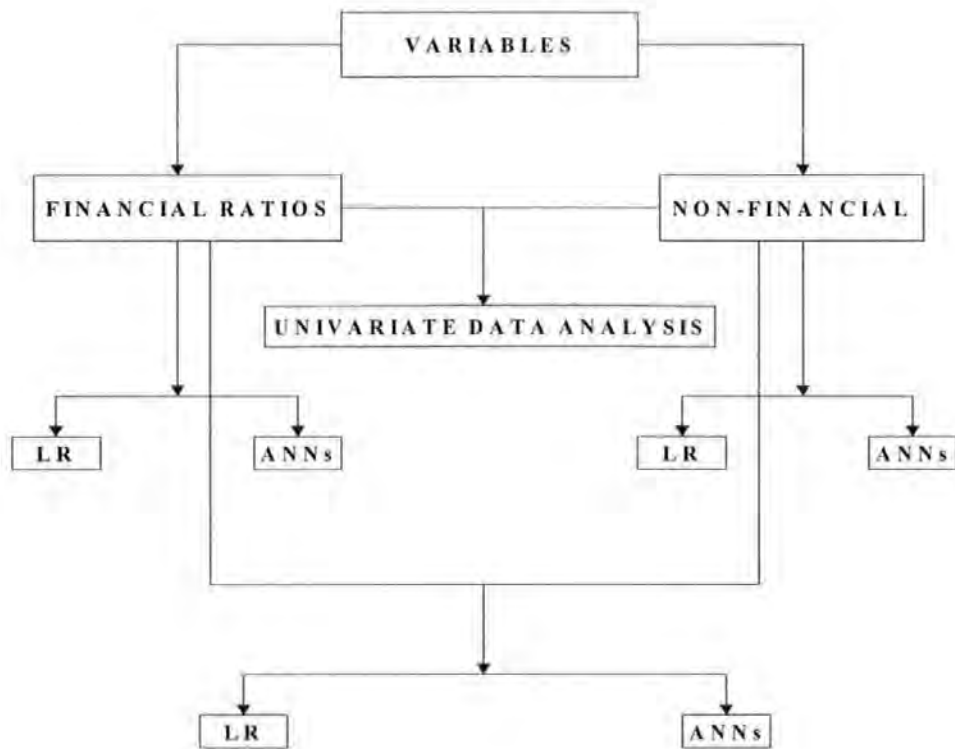 VARIABLES
FINANCIAL RATIOS
NON-FINANCIAL
UNIVARIATE DATA ANALYSIS
LR
ANNs
LR
ANNs
LR
ANNs